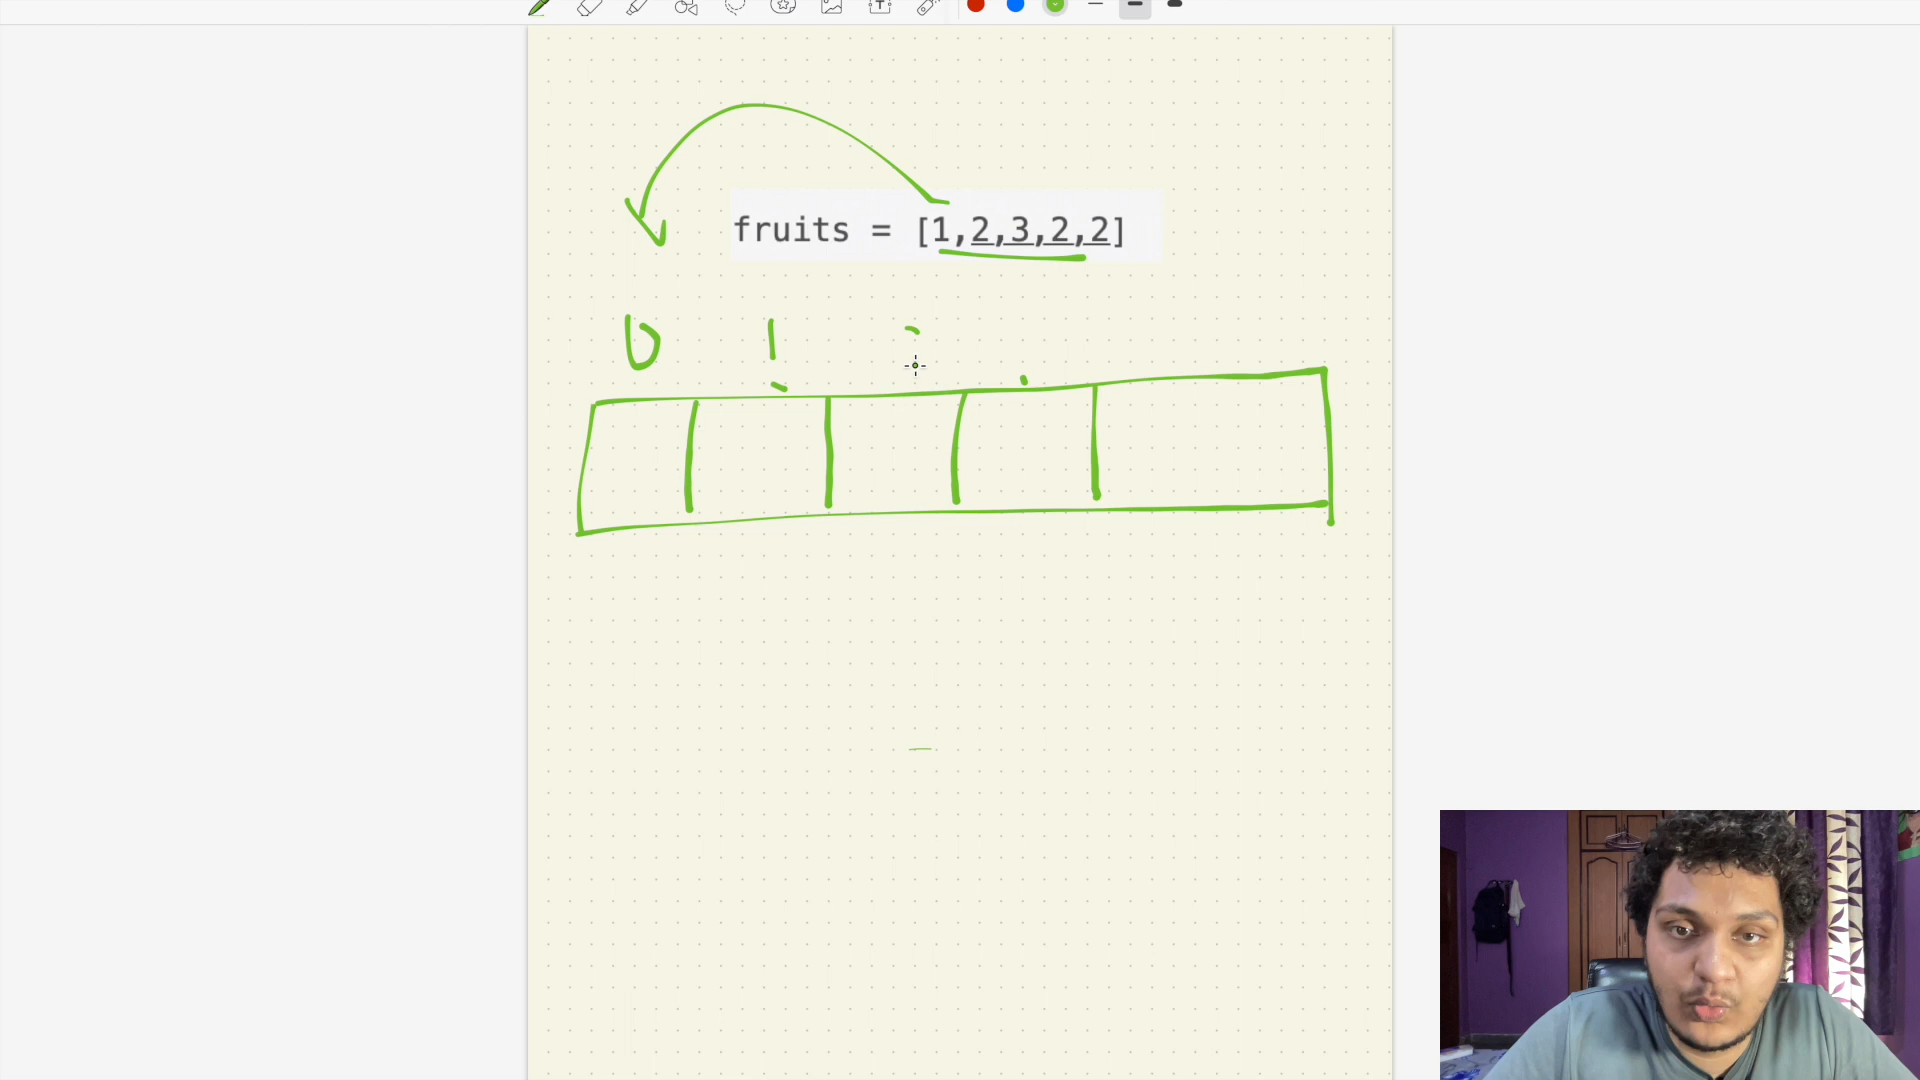 fruits = [1,2,3,2,2]
0 1